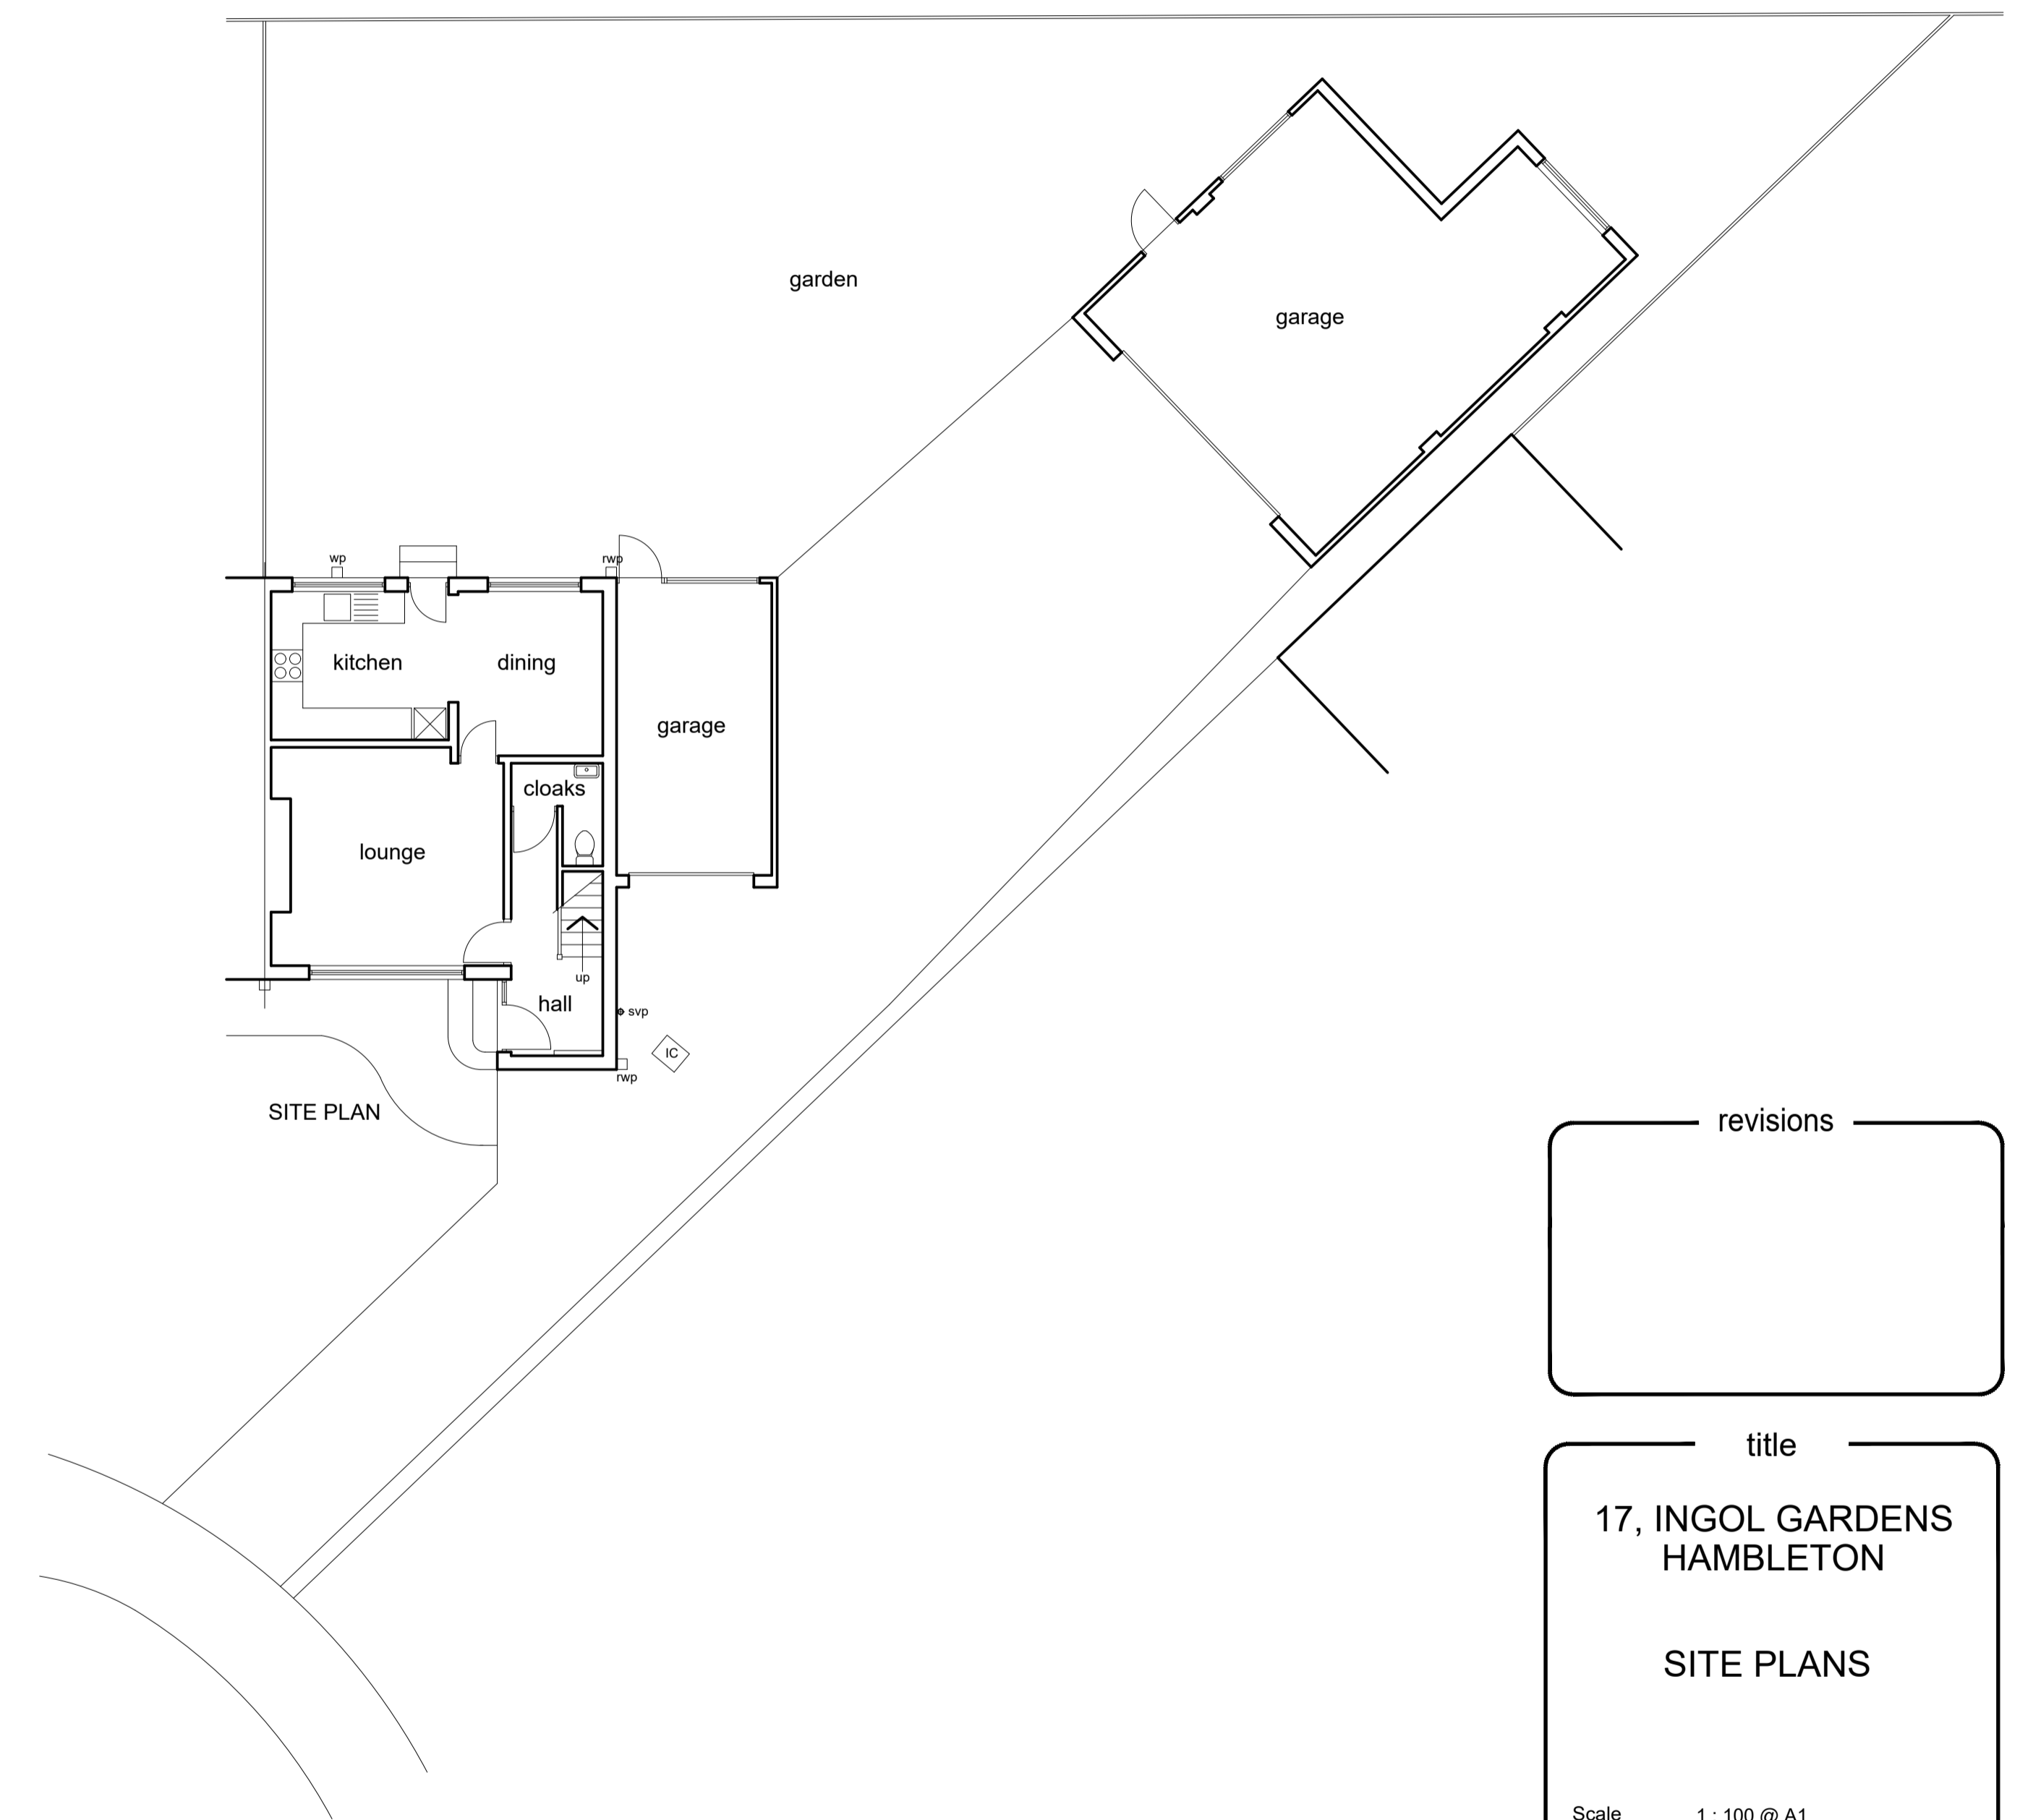 garden
garage
wp
rwp
kitchen
dining
garage
cloaks
lounge
up
hall
svp
IC
rwp
SITE PLAN
revisions
title
17, INGOL GARDENS
HAMBLETON
SITE PLANS
Scale 1 : 100 @ A1